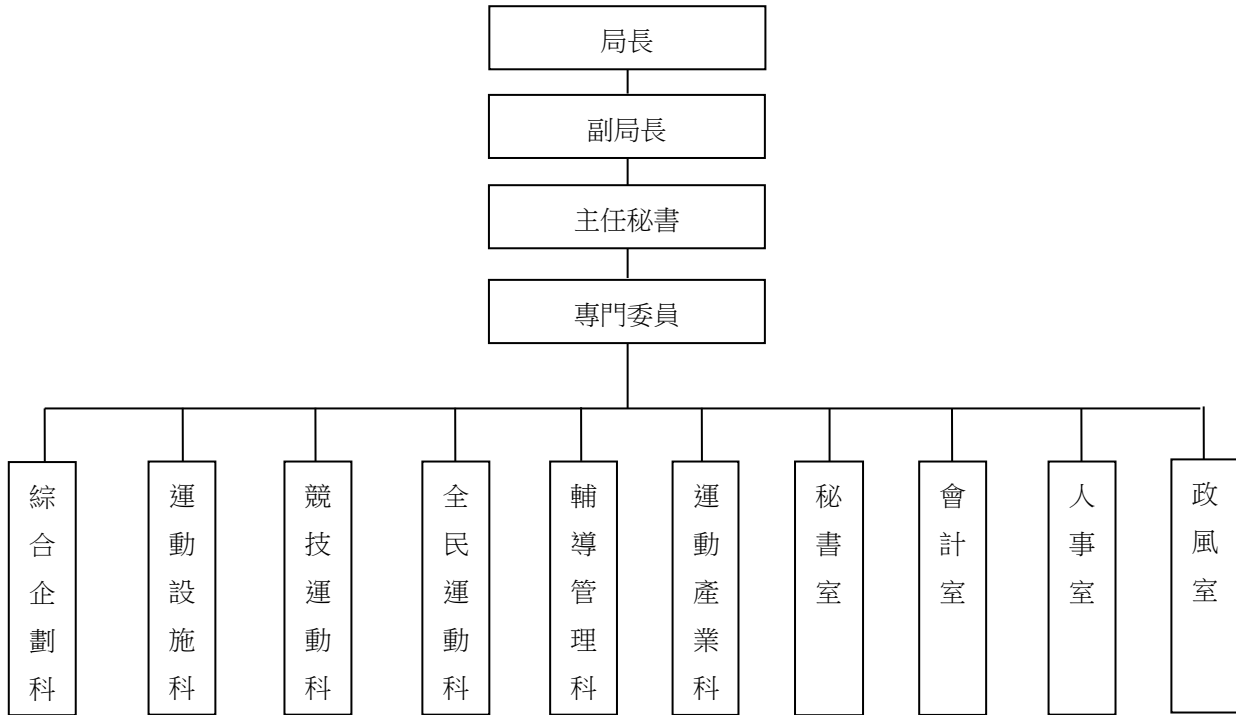 局長
副局長
主任秘書
專門委員
綜合企劃科
運動設施科
競技運動科
全民運動科
輔導管理科
運動產業科
秘書室
會計室
人事室
政風室